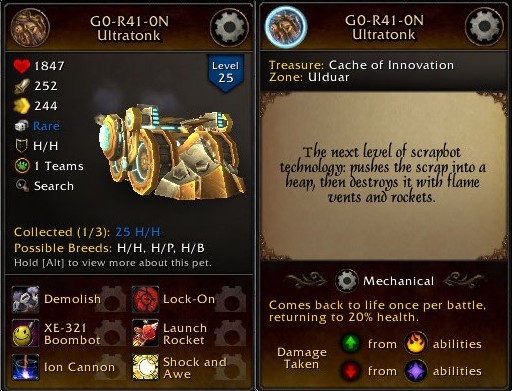 G0-R41-0N
Ultratonk
1847
Level
25
252
244
Rare
H/H
1 Teams
Search
Collected (1/3): 25 H/H
Possible Breeds: H/H, H/P, H/B
Hold [Alt] to view more about this pet.
Demolish
Lock-On
XE-321
Boombot
Launch
Rocket
Ion Cannon
Shock and
Awe
G0-R41-0N
Ultratonk
Treasure: Cache of Innovation
Zone: Ulduar
The next level of scrapbot
technology: pushes the scrap into a
heap, then destroys it with flame
vents and rockets.
Mechanical
Comes back to life once per battle,
returning to 20% health.
Damage
Taken
from abilities
from abilities